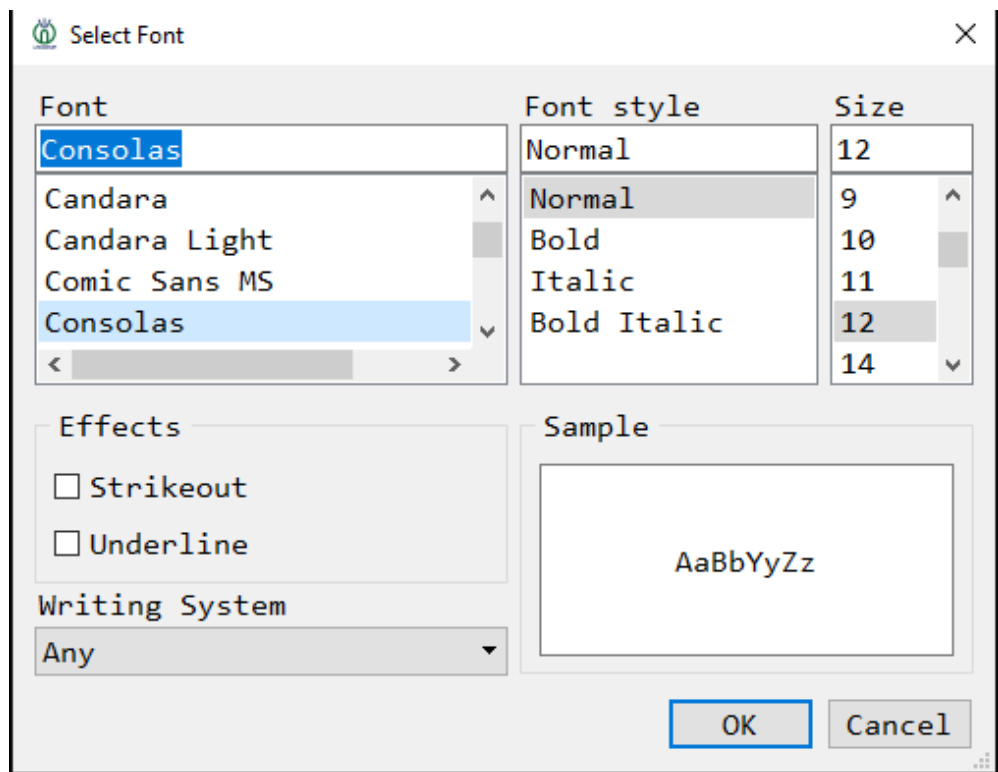 Select Font
Font
Font style
Size
Consolas
Normal
12
Candara
Candara Light
Comic Sans MS
Consolas
Normal
Bold
Italic
Bold Italic
9
10
11
12
14
Effects
Strikeout
Underline
Writing System
Any
Sample
AaBbYyZz
OK
Cancel